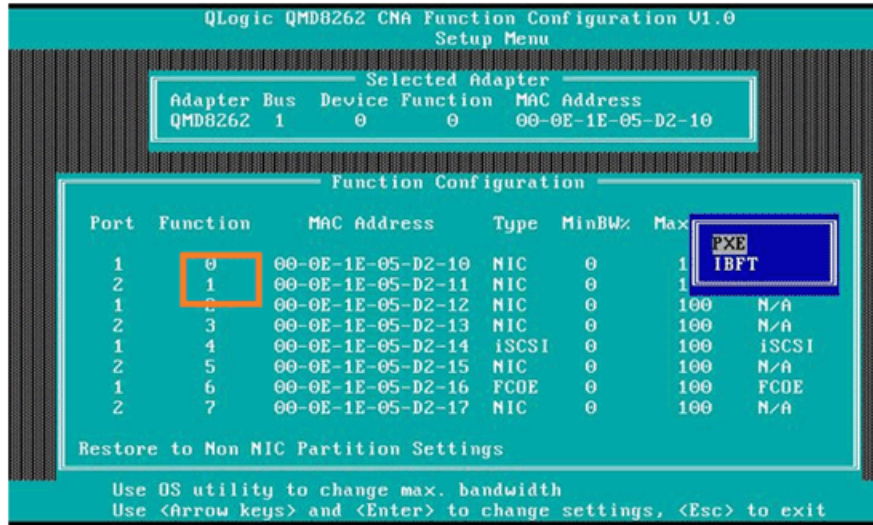 QLogic QMD8262 CNA Function Configuration V1.0
Setup Menu
Selected Adapter
Adapter Bus Device Function MAC Address
QMD8262 1 0 0 00-0E-1E-05-D2-10
Function Configuration
Port Function MAC Address Type MinBW% Max
PXE
IBFT
1 0 00-0E-1E-05-D2-10 NIC 0 1
2 1 00-0E-1E-05-D2-11 NIC 0 1
1 2 00-0E-1E-05-D2-12 NIC 0 100 N/A
2 3 00-0E-1E-05-D2-13 NIC 0 100 N/A
1 4 00-0E-1E-05-D2-14 iSCSI 0 100 iSCSI
2 5 00-0E-1E-05-D2-15 NIC 0 100 N/A
1 6 00-0E-1E-05-D2-16 FCOE 0 100 FCOE
2 7 00-0E-1E-05-D2-17 NIC 0 100 N/A
Restore to Non NIC Partition Settings
Use OS utility to change max. bandwidth
Use <Arrow keys> and <Enter> to change settings, <Esc> to exit